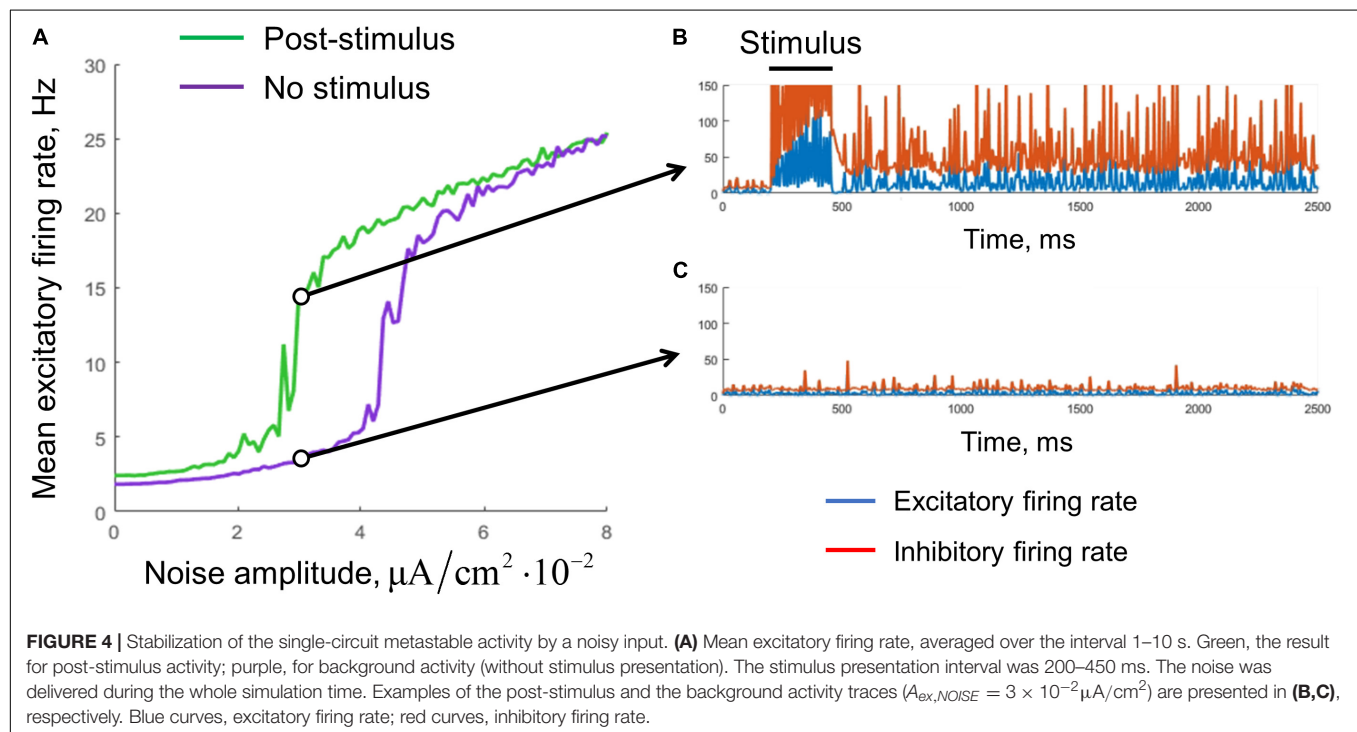 A
Post-stimulus
No stimulus
Mean excitatory firing rate, Hz
30
25
20
15
10
5
0
0 2 4 6 8
Noise amplitude, μA/cm² ·10⁻²
B
Stimulus
150
100
50
0
0 500 1000 1500 2000 2500
Time, ms
C
150
100
50
0
0 500 1000 1500 2000 2500
Time, ms
Excitatory firing rate
Inhibitory firing rate
FIGURE 4 | Stabilization of the single-circuit metastable activity by a noisy input. (A) Mean excitatory firing rate, averaged over the interval 1–10 s. Green, the result
for post-stimulus activity; purple, for background activity (without stimulus presentation). The stimulus presentation interval was 200–450 ms. The noise was
delivered during the whole simulation time. Examples of the post-stimulus and the background activity traces (A_ex,NOISE = 3 × 10⁻²μA/cm²) are presented in (B,C),
respectively. Blue curves, excitatory firing rate; red curves, inhibitory firing rate.